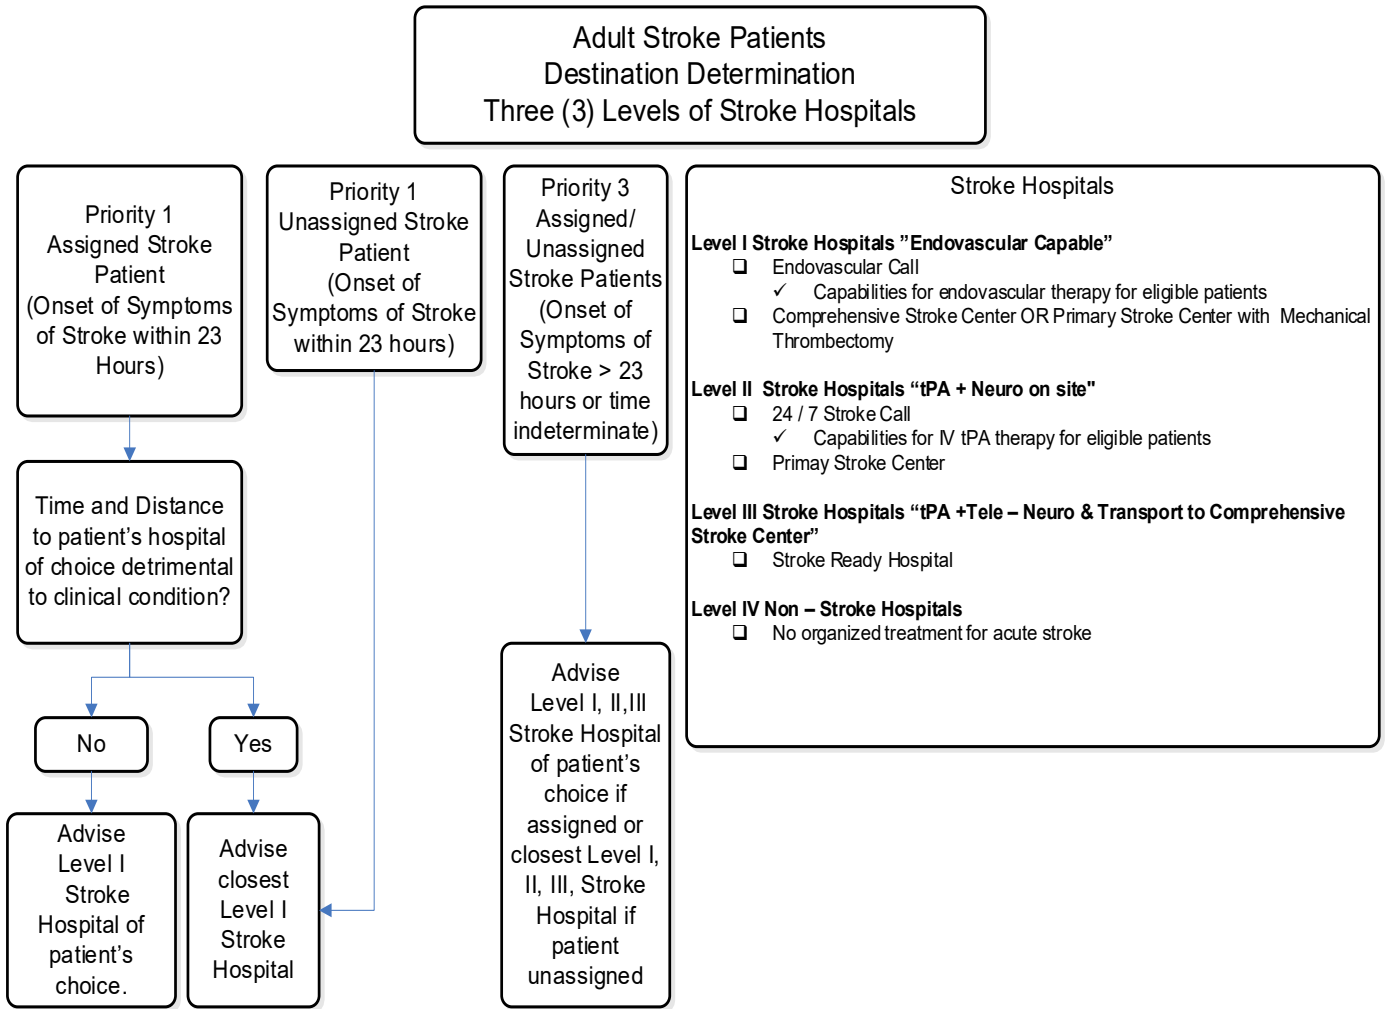 Adult Stroke Patients
Destination Determination
Three (3) Levels of Stroke Hospitals
Priority 1
Assigned Stroke
Patient
(Onset of Symptoms
of Stroke within 23
Hours)
Time and Distance
to patient’s hospital
of choice detrimental
to clinical condition?
No
Yes
Advise
Level I
Stroke
Hospital of
patient’s
choice.
Advise
closest
Level I
Stroke
Hospital
Priority 1
Unassigned Stroke
Patient
(Onset of
Symptoms of Stroke
within 23 hours)
Priority 3
Assigned/
Unassigned
Stroke Patients
(Onset of
Symptoms of
Stroke > 23
hours or time
indeterminate)
Advise
Level I, II,III
Stroke Hospital
of patient’s
choice if
assigned or
closest Level I,
II, III, Stroke
Hospital if
patient
unassigned
Stroke Hospitals
Level I Stroke Hospitals ”Endovascular Capable”
❑ Endovascular Call
✓ Capabilities for endovascular therapy for eligible patients
❑ Comprehensive Stroke Center OR Primary Stroke Center with Mechanical
Thrombectomy
Level II Stroke Hospitals “tPA + Neuro on site"
❑ 24 / 7 Stroke Call
✓ Capabilities for IV tPA therapy for eligible patients
❑ Primay Stroke Center
Level III Stroke Hospitals “tPA +Tele – Neuro & Transport to Comprehensive
Stroke Center”
❑ Stroke Ready Hospital
Level IV Non – Stroke Hospitals
❑ No organized treatment for acute stroke